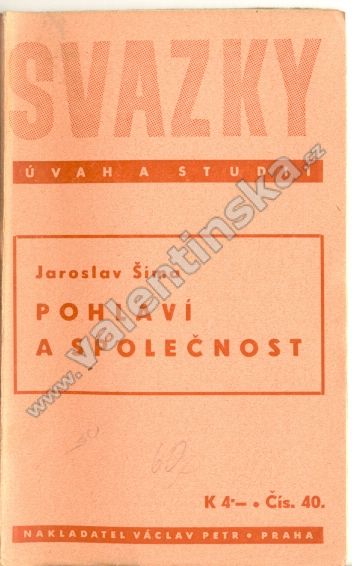 SVAZKY
ÚVAH A STUDIÍ
Jaroslav Šíma
POHLAVÍ
A SPOLEČNOST
www.valentinska.cz
K 4·— • Čís. 40.
NAKLADATEL VÁCLAV PETR • PRAHA